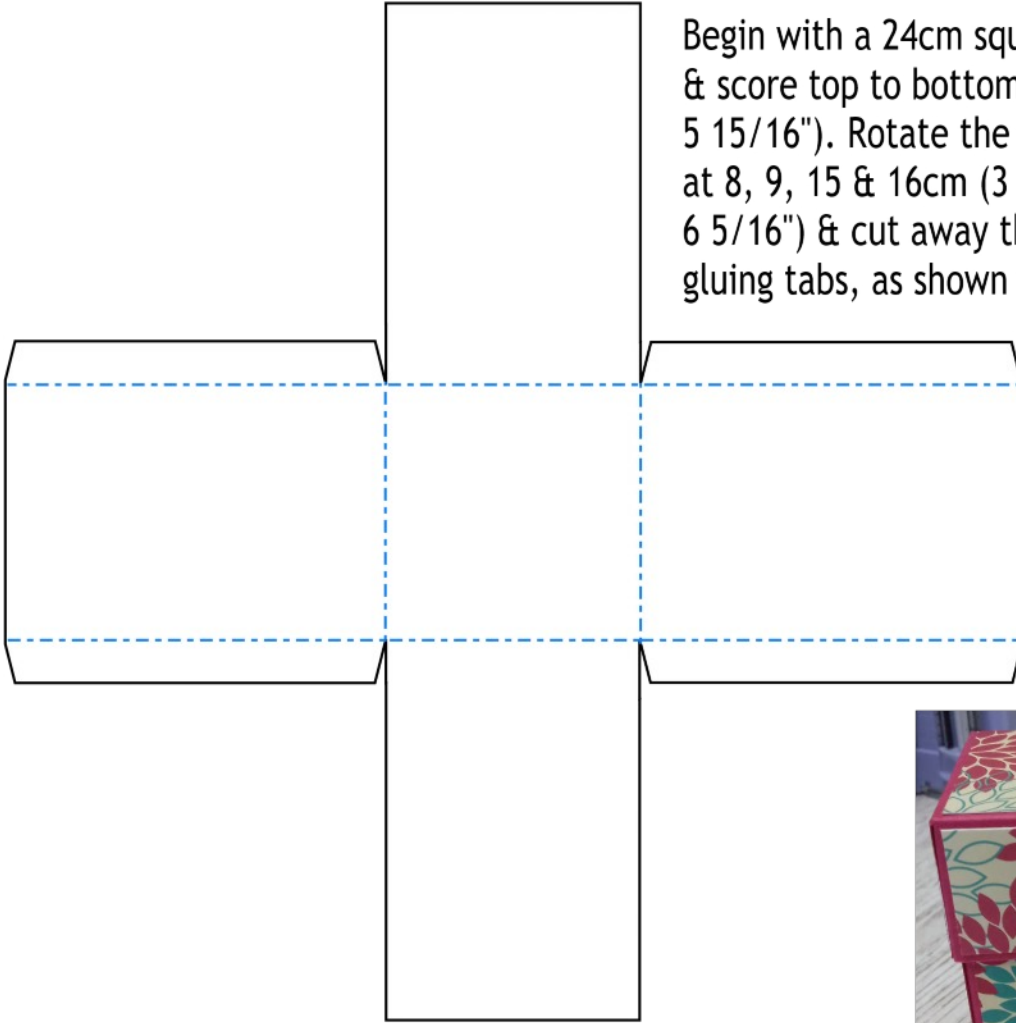 Begin with a 24cm squ
& score top to bottom
5 15/16"). Rotate the
at 8, 9, 15 & 16cm (3
6 5/16") & cut away th
gluing tabs, as shown